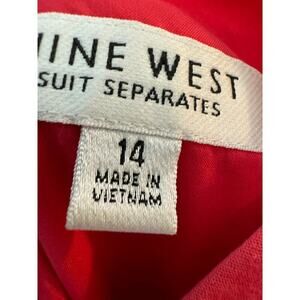 NINE WEST
SUIT SEPARATES
14
MADE IN
VIETNAM